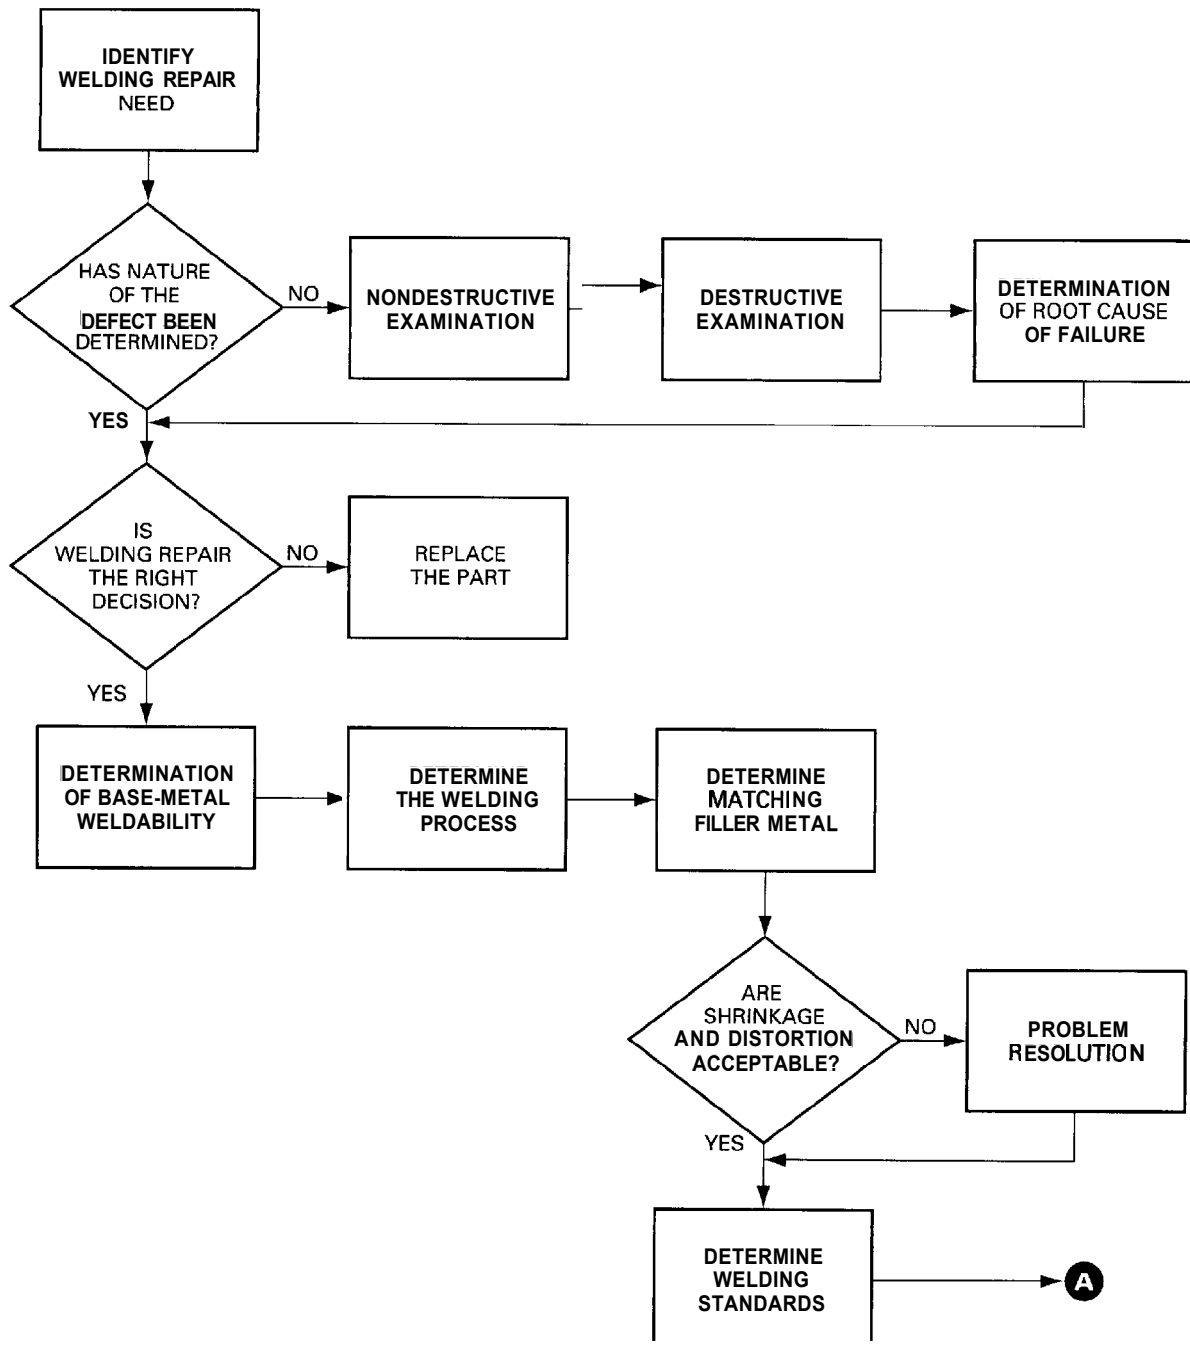 IDENTIFY
WELDING REPAIR
NEED
HAS NATURE
OF THE
DEFECT BEEN
DETERMINED?
NO
NONDESTRUCTIVE
EXAMINATION
DESTRUCTIVE
EXAMINATION
DETERMINATION
OF ROOT CAUSE
OF FAILURE
YES
IS
WELDING REPAIR
THE RIGHT
DECISION?
NO
REPLACE
THE PART
YES
DETERMINATION
OF BASE-METAL
WELDABILITY
DETERMINE
THE WELDING
PROCESS
DETERMINE
MATCHING
FILLER METAL
ARE
SHRINKAGE
AND DISTORTION
ACCEPTABLE?
NO
PROBLEM
RESOLUTION
YES
DETERMINE
WELDING
STANDARDS
A